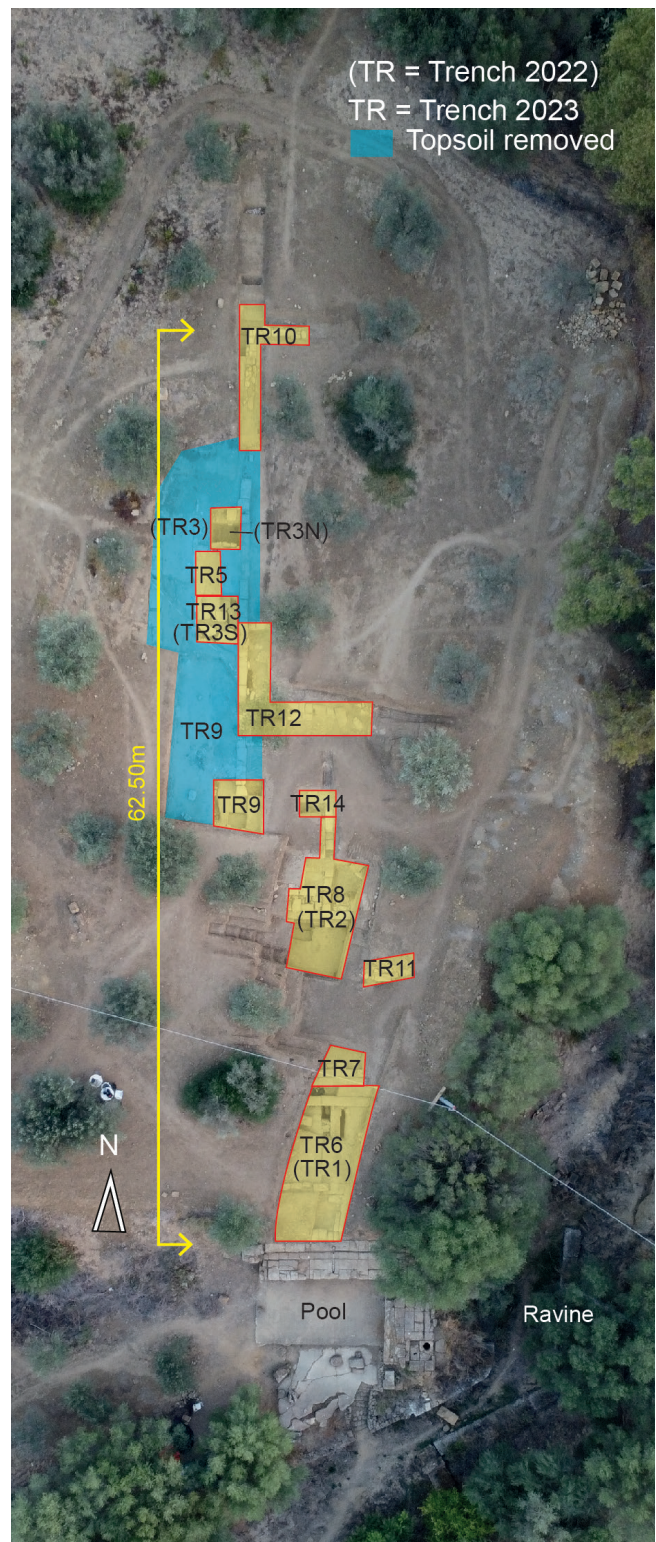 (TR = Trench 2022)
TR = Trench 2023
Topsoil removed
TR10
(TR3)
(TR3N)
TR5
TR13
(TR3S)
TR12
TR9
62.50m
TR9
TR14
TR8
(TR2)
TR11
TR7
TR6
(TR1)
N
Pool
Ravine